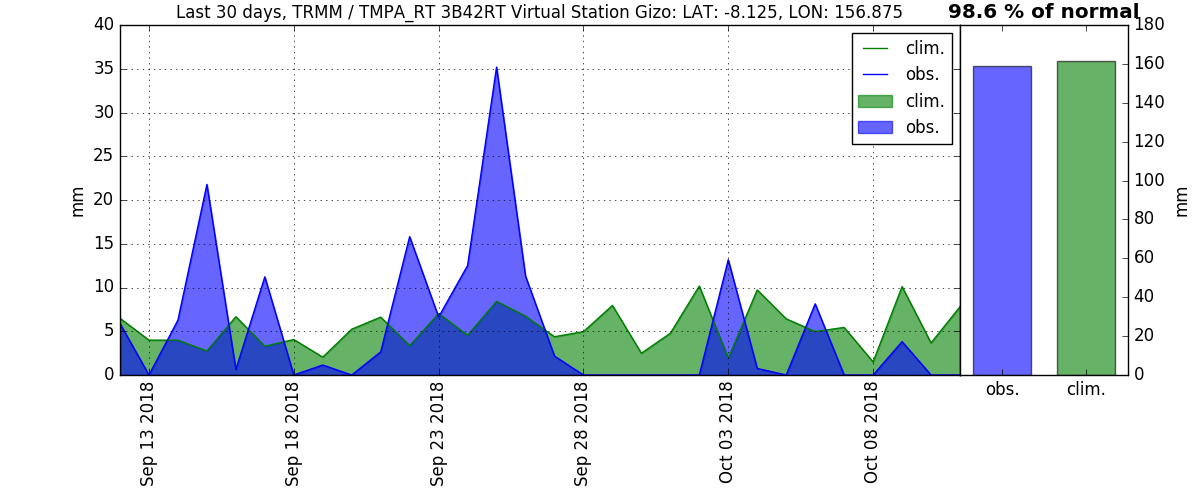 Last 30 days, TRMM / TMPA_RT 3B42RT Virtual Station Gizo: LAT: -8.125, LON: 156.875
98.6 % of normal
40
35
30
25
20
15
10
5
0
mm
clim.
obs.
clim.
obs.
Sep 13 2018
Sep 18 2018
Sep 23 2018
Sep 28 2018
Oct 03 2018
Oct 08 2018
180
160
140
120
100
80
60
40
20
0
mm
obs.
clim.